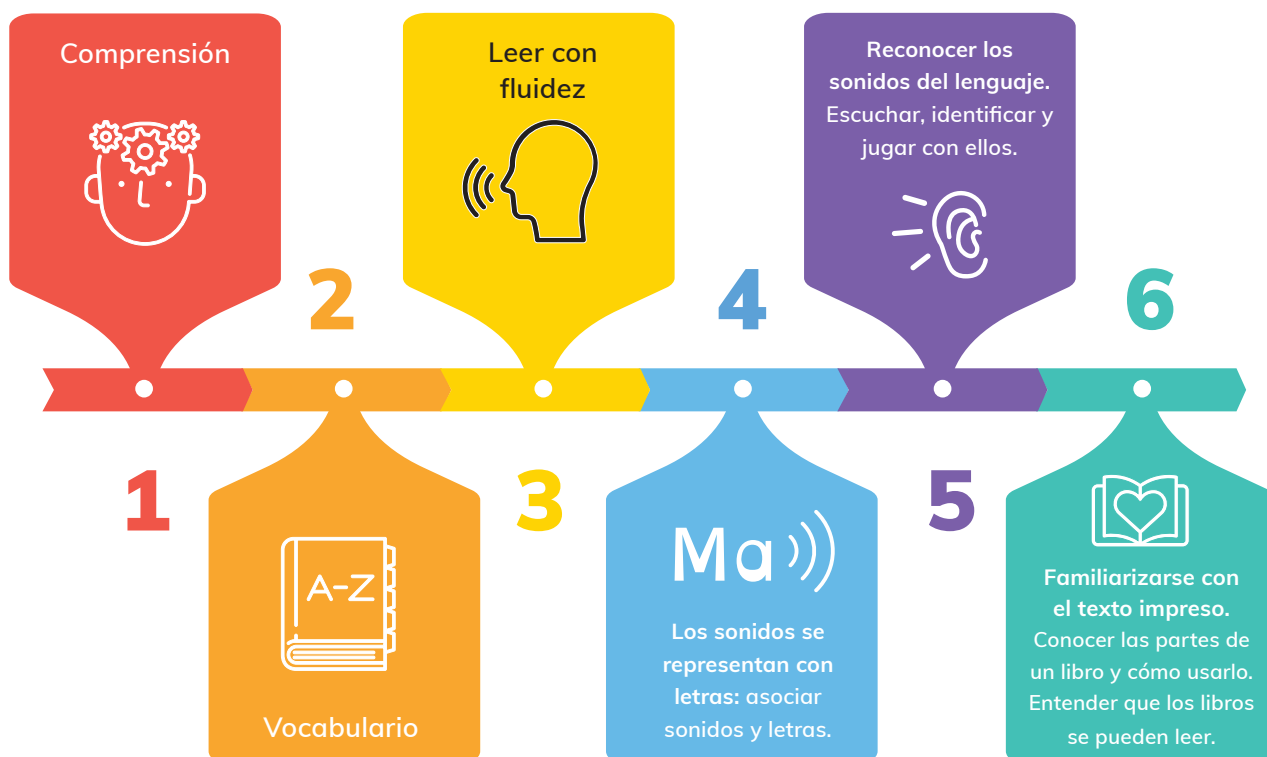 Comprensión
1
2
A-Z
Vocabulario
Leer con
fluidez
3
4
Ma
Los sonidos se
representan con
letras: asociar
sonidos y letras.
Reconocer los
sonidos del lenguaje.
Escuchar, identificar y
jugar con ellos.
5
6
Familiarizarse con
el texto impreso.
Conocer las partes de
un libro y cómo usarlo.
Entender que los libros
se pueden leer.